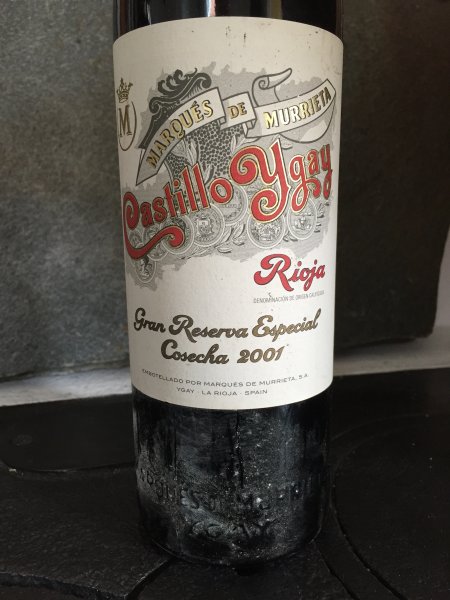 M
MARQUÉS DE MURRIETA
Castillo Ygay
Rioja
DENOMINACIÓN DE ORIGEN CALIFICADA
Gran Reserva Especial
Cosecha 2001
EMBOTELLADO POR MARQUÉS DE MURRIETA, S.A.
YGAY - LA RIOJA - SPAIN
YGAY